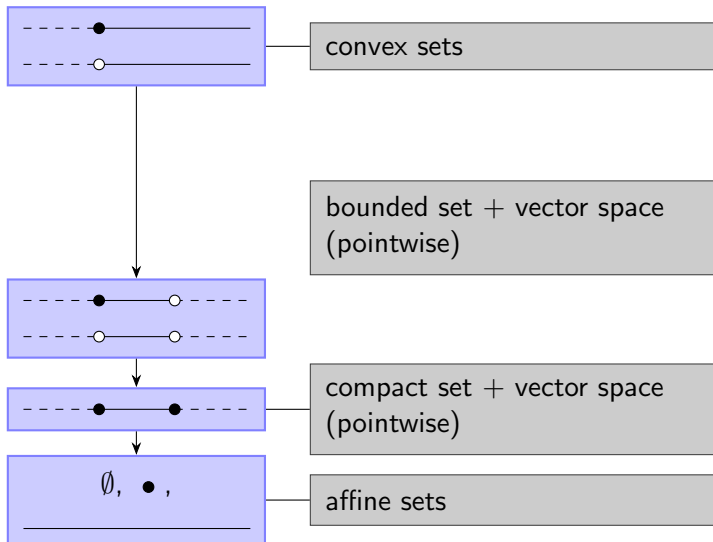 convex sets
bounded set + vector space
(pointwise)
compact set + vector space
(pointwise)
∅, •,
affine sets